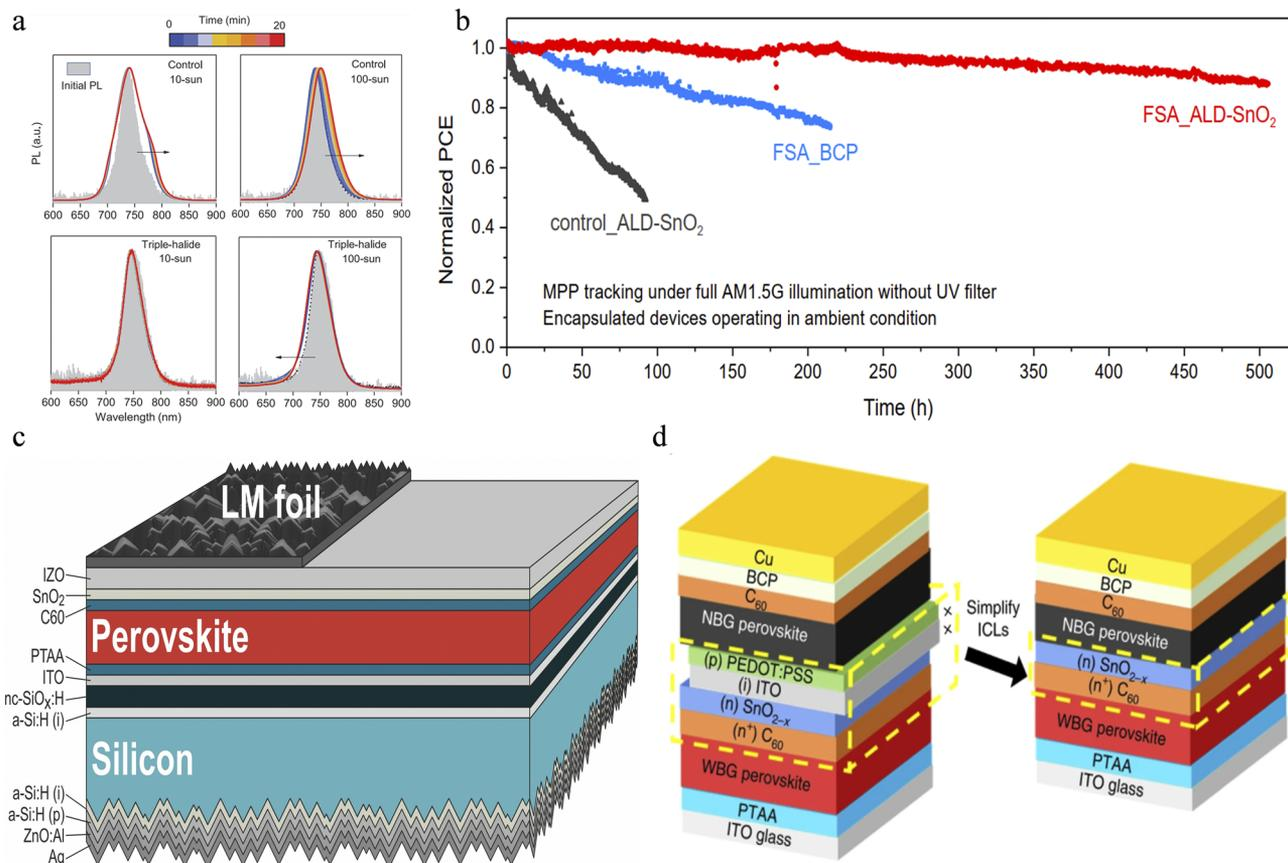 a
Time (min)
0
20
Initial PL
Control
10-sun
Control
100-sun
PL (a.u.)
600 650 700 750 800 850 900
600 650 700 750 800 850 900
Triple-halide
10-sun
Triple-halide
100-sun
600 650 700 750 800 850 900
600 650 700 750 800 850 900
Wavelength (nm)
b
Normalized PCE
1.0
0.8
0.6
0.4
0.2
0.0
FSA_ALD-SnO₂
FSA_BCP
control_ALD-SnO₂
MPP tracking under full AM1.5G illumination without UV filter
Encapsulated devices operating in ambient condition
0 50 100 150 200 250 300 350 400 450 500
Time (h)
c
LM foil
IZO
SnO₂
C60
Perovskite
PTAA
ITO
nc-SiOₓ:H
a-Si:H (i)
Silicon
a-Si:H (i)
a-Si:H (p)
ZnO:Al
Ag
d
Cu
BCP
C₆₀
NBG perovskite
(p) PEDOT:PSS
(i) ITO
(n) SnO₂₋ₓ
(n⁺) C₆₀
WBG perovskite
PTAA
ITO glass
×
×
Simplify
ICLs
Cu
BCP
C₆₀
NBG perovskite
(n) SnO₂₋ₓ
(n⁺) C₆₀
WBG perovskite
PTAA
ITO glass